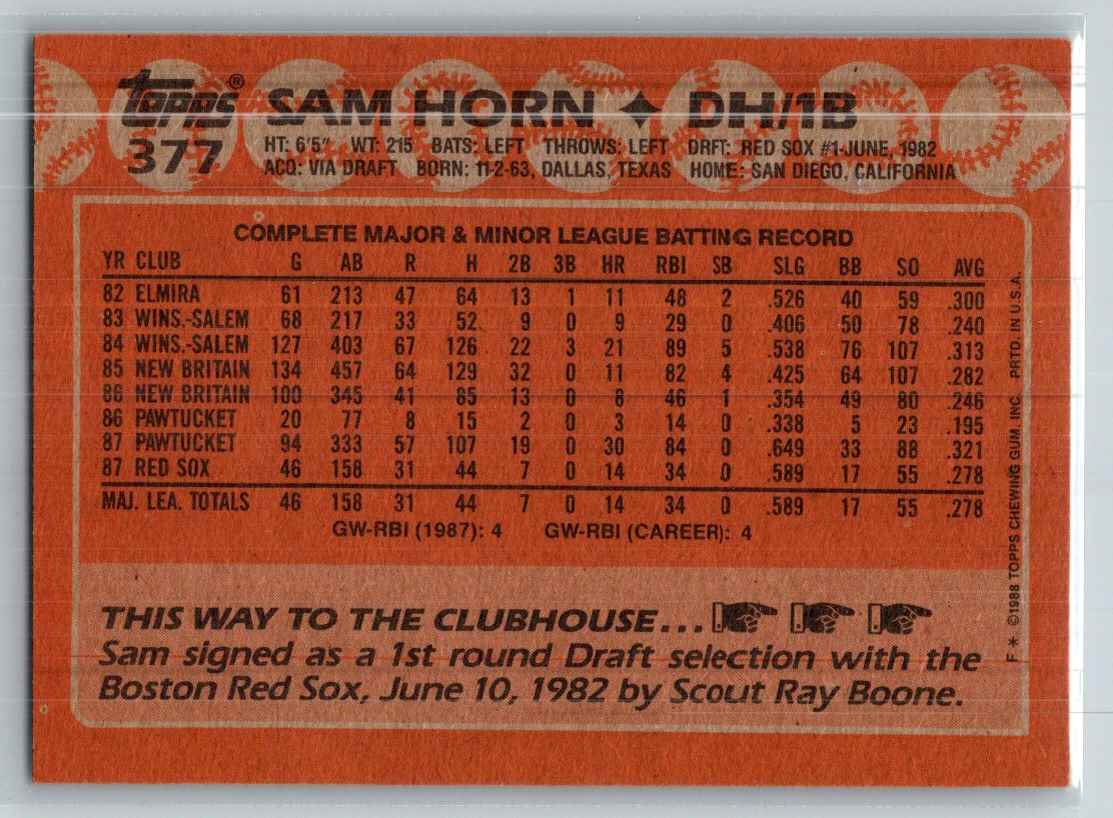 Topps® SAM HORN ✦ DH/1B
377 HT: 6'5" WT: 215 BATS: LEFT THROWS: LEFT DRFT: RED SOX #1-JUNE, 1982
ACQ: VIA DRAFT BORN: 11-2-63, DALLAS, TEXAS HOME: SAN DIEGO, CALIFORNIA
COMPLETE MAJOR & MINOR LEAGUE BATTING RECORD
YR CLUB G AB R H 2B 3B HR RBI SB SLG BB SO AVG
82 ELMIRA 61 213 47 64 13 1 11 48 2 .526 40 59 .300
83 WINS.-SALEM 68 217 33 52 9 0 9 29 0 .406 50 78 .240
84 WINS.-SALEM 127 403 67 126 22 3 21 89 5 .538 76 107 .313
85 NEW BRITAIN 134 457 64 129 32 0 11 82 4 .425 64 107 .282
86 NEW BRITAIN 100 345 41 85 13 0 8 46 1 .354 49 80 .246
86 PAWTUCKET 20 77 8 15 2 0 3 14 0 .338 5 23 .195
87 PAWTUCKET 94 333 57 107 19 0 30 84 0 .649 33 88 .321
87 RED SOX 46 158 31 44 7 0 14 34 0 .589 17 55 .278
MAJ. LEA. TOTALS 46 158 31 44 7 0 14 34 0 .589 17 55 .278
GW-RBI (1987): 4 GW-RBI (CAREER): 4
THIS WAY TO THE CLUBHOUSE...
Sam signed as a 1st round Draft selection with the
Boston Red Sox, June 10, 1982 by Scout Ray Boone.
F* ©1988 TOPPS CHEWING GUM, INC. PRTD. IN U.S.A.